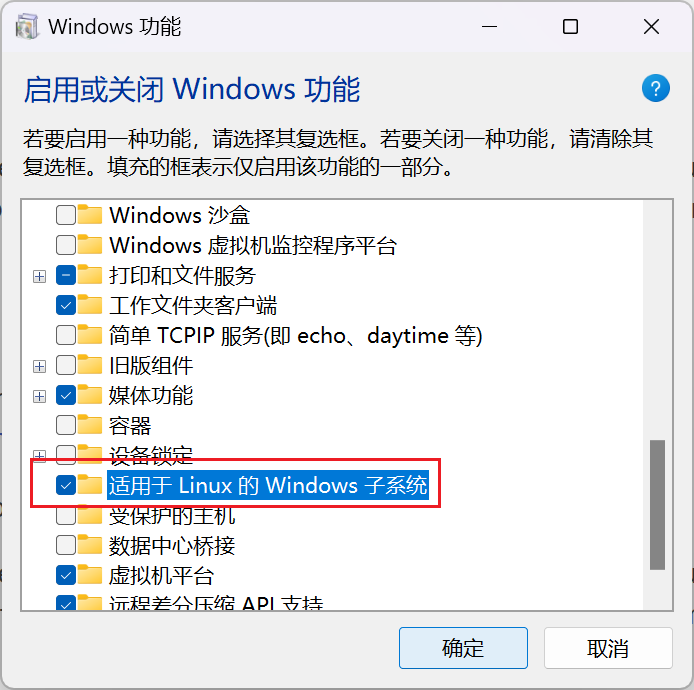 Windows 功能
启用或关闭 Windows 功能
若要启用一种功能，请选择其复选框。若要关闭一种功能，请清除其
复选框。填充的框表示仅启用该功能的一部分。
Windows 沙盒
Windows 虚拟机监控程序平台
打印和文件服务
工作文件夹客户端
简单 TCPIP 服务(即 echo、daytime 等)
旧版组件
媒体功能
容器
设备锁定
适用于 Linux 的 Windows 子系统
受保护的主机
数据中心桥接
虚拟机平台
远程差分压缩 API 支持
确定 取消